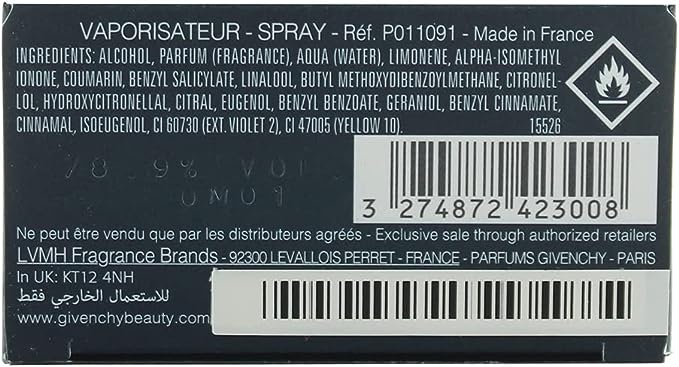 VAPORISATEUR - SPRAY - Réf. P011091 - Made in France
INGREDIENTS: ALCOHOL, PARFUM (FRAGRANCE), AQUA (WATER), LIMONENE, ALPHA-ISOMETHYL
IONONE, COUMARIN, BENZYL SALICYLATE, LINALOOL, BUTYL METHOXYDIBENZOYLMETHANE, CITRONEL-
LOL, HYDROXYCITRONELLAL, CITRAL, EUGENOL, BENZYL BENZOATE, GERANIOL, BENZYL CINNAMATE,
CINNAMAL, ISOEUGENOL, CI 60730 (EXT. VIOLET 2), CI 47005 (YELLOW 10).
15526
78.9% VOL
0M01
3 274872 423008
Ne peut être vendu que par les distributeurs agréés - Exclusive sale through authorized retailers
LVMH Fragrance Brands - 92300 LEVALLOIS PERRET - FRANCE - PARFUMS GIVENCHY - PARIS
In UK: KT12 4NH
للاستعمال الخارجي فقط
www.givenchybeauty.com